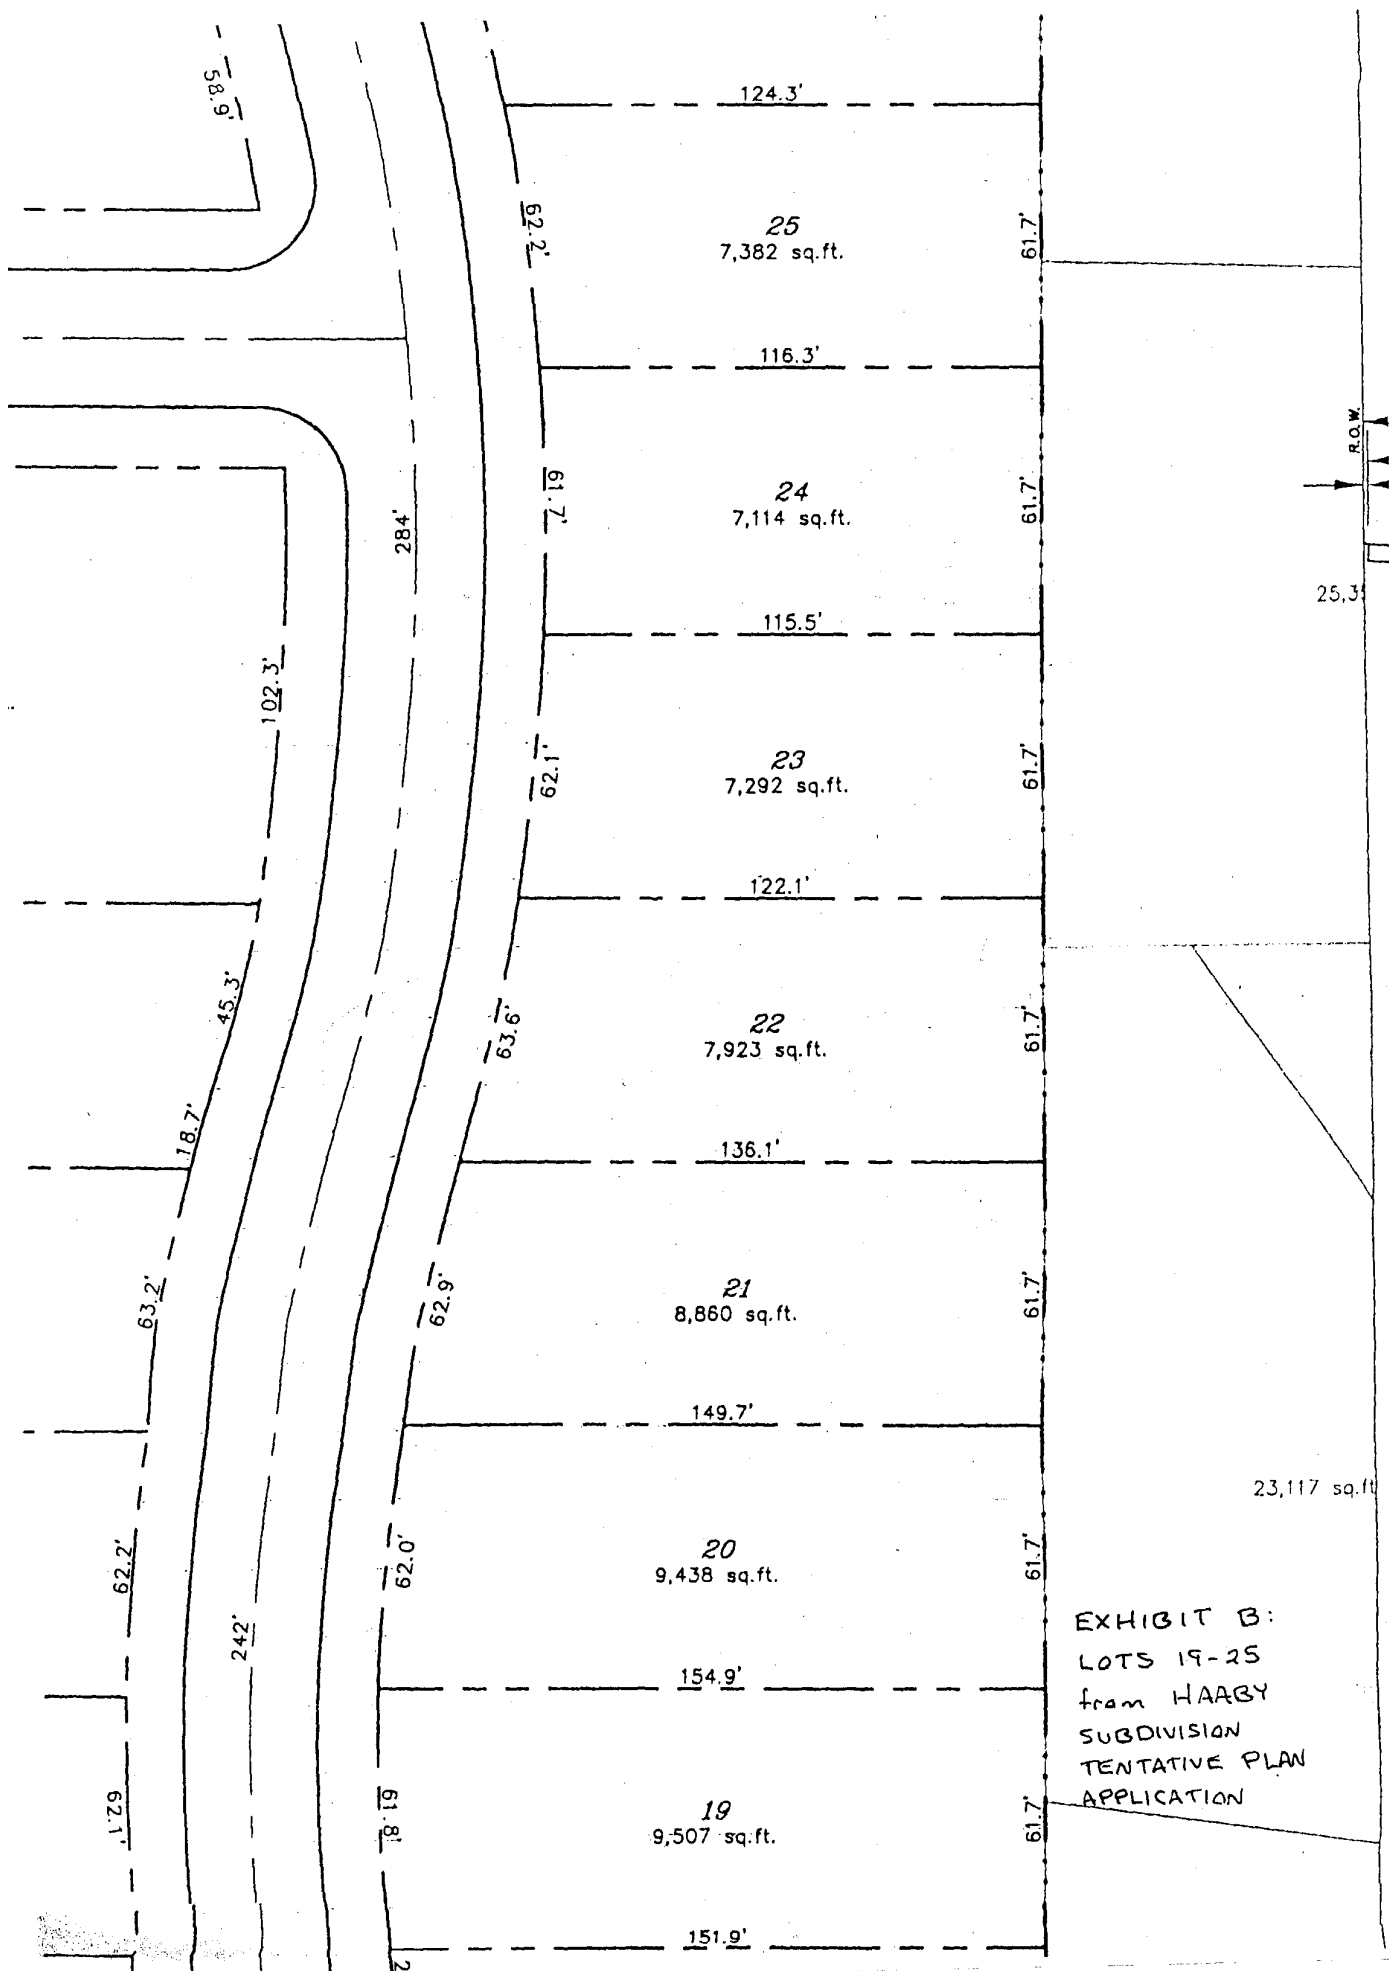 58.9'
124.3'
62.2'
25
7,382 sq.ft.
61.7'
116.3'
R.O.W.
284'
61.7'
24
7,114 sq.ft.
61.7'
25,3
115.5'
102.3'
62.1'
23
7,292 sq.ft.
61.7'
122.1'
45.3'
63.6'
22
7,923 sq.ft.
61.7'
18.7'
136.1'
63.2'
62.9'
21
8,860 sq.ft.
61.7'
149.7'
23,117 sq.ft
62.2'
62.0'
20
9,438 sq.ft.
61.7'
242'
154.9'
EXHIBIT B:
LOTS 19-25
from HAABY
SUBDIVISION
TENTATIVE PLAN
APPLICATION
62.1'
61.8'
19
9,507 sq.ft.
61.7'
151.9'
2